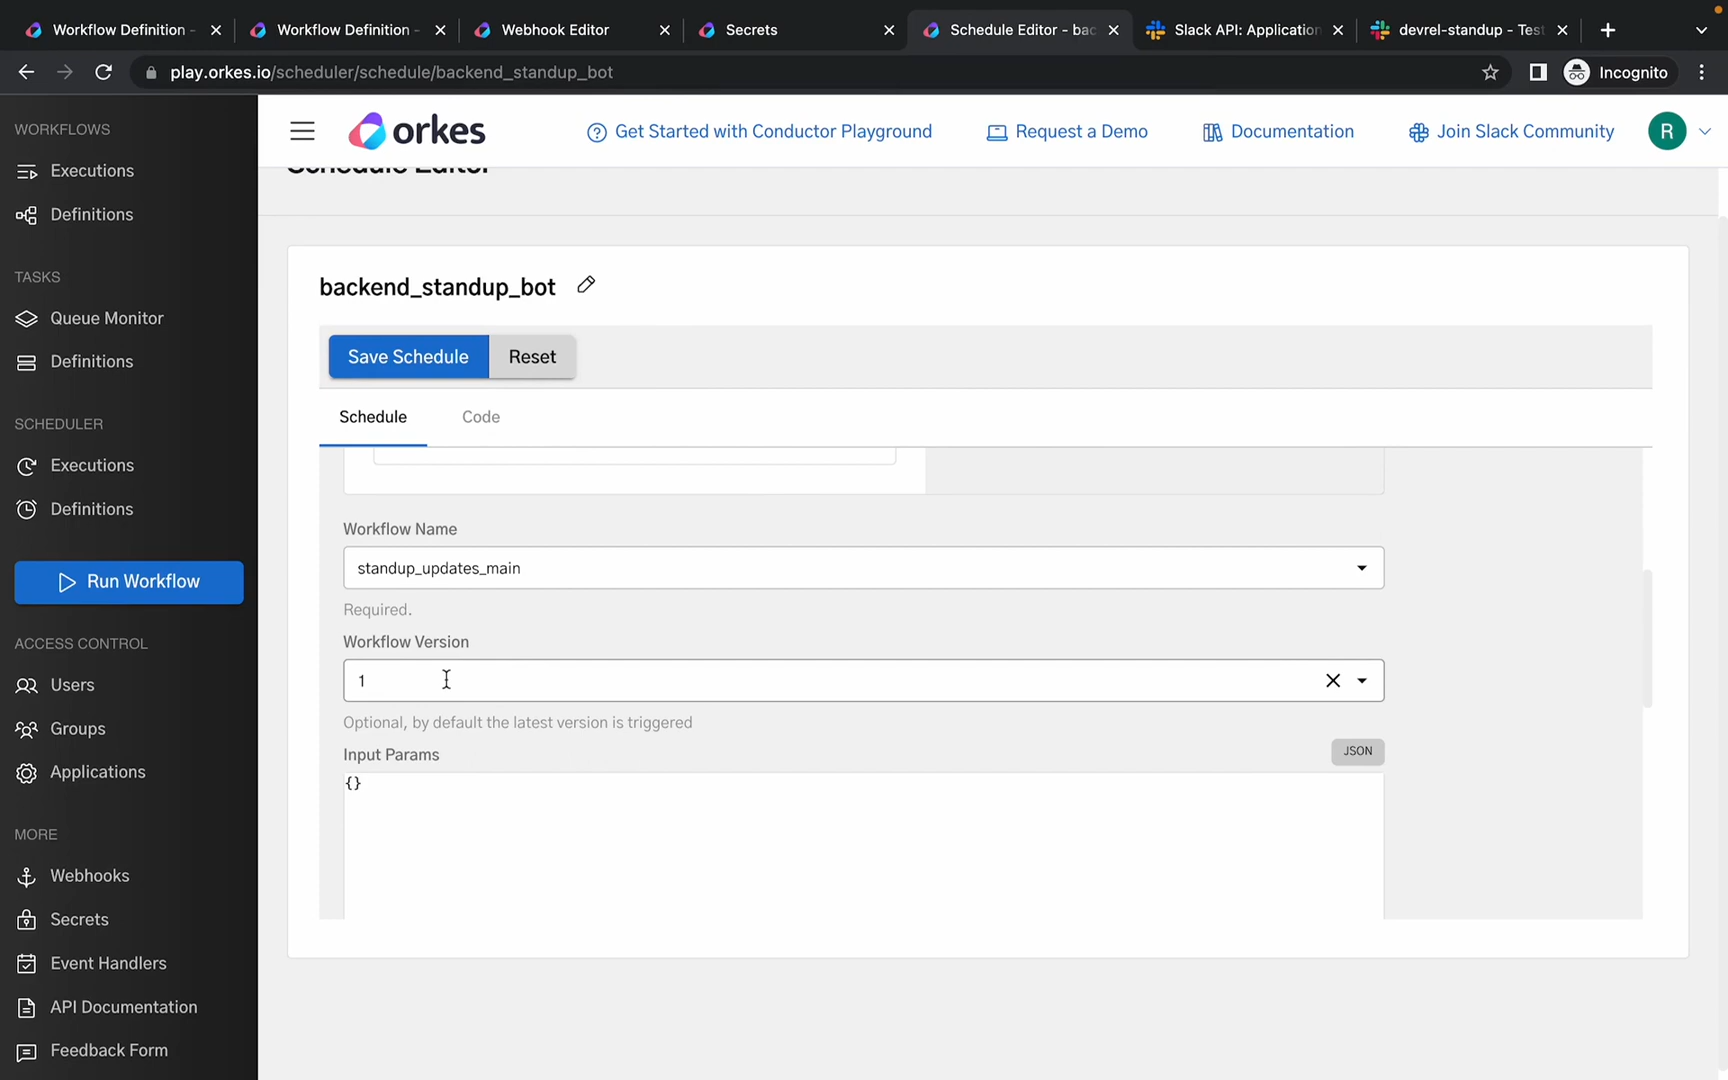 Workflow Definition -
Workflow Definition -
Webhook Editor
Secrets
Schedule Editor - bac
Slack API: Application
devrel-standup - Test
play.orkes.io/scheduler/schedule/backend_standup_bot
Incognito
WORKFLOWS
Executions
Definitions
TASKS
Queue Monitor
Definitions
SCHEDULER
Executions
Definitions
Run Workflow
ACCESS CONTROL
Users
Groups
Applications
MORE
Webhooks
Secrets
Event Handlers
API Documentation
Feedback Form
orkes
Get Started with Conductor Playground
Request a Demo
Documentation
Join Slack Community
R
Schedule Editor
backend_standup_bot
Save Schedule
Reset
Schedule
Code
Workflow Name
standup_updates_main
Required.
Workflow Version
1
Optional, by default the latest version is triggered
Input Params
JSON
{}